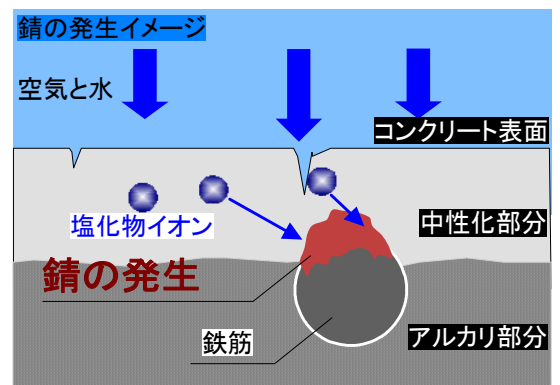 錆の発生イメージ
空気と水
コンクリート表面
塩化物イオン
中性化部分
錆の発生
鉄筋
アルカリ部分